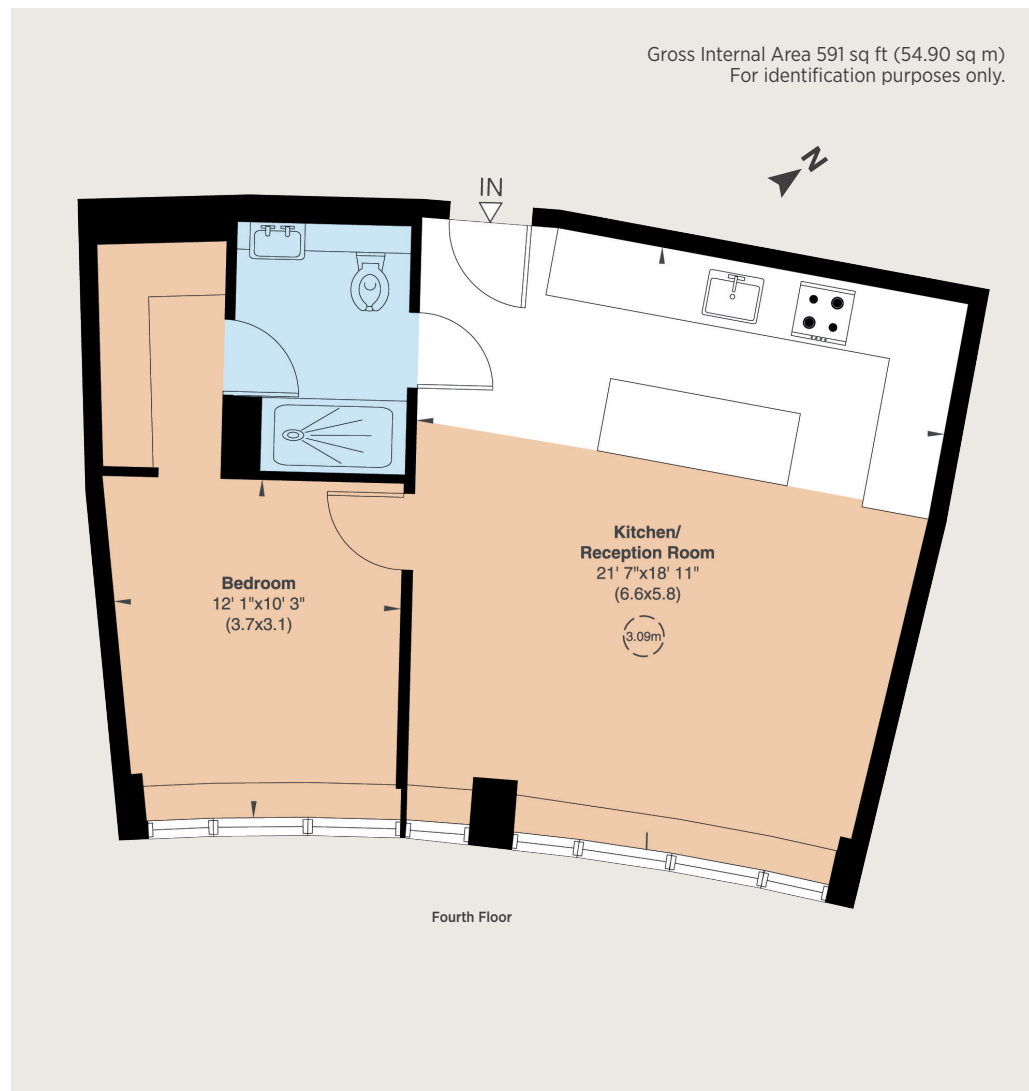 Gross Internal Area 591 sq ft (54.90 sq m)
For identification purposes only.
N
IN
Kitchen/
Reception Room
21' 7"x18' 11"
(6.6x5.8)
3.09m
Bedroom
12' 1"x10' 3"
(3.7x3.1)
Fourth Floor